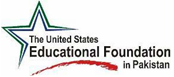 The United States
Educational Foundation
in Pakistan